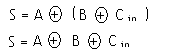 S = A ⊕ ( B ⊕ C in )
S = A ⊕ B ⊕ C in